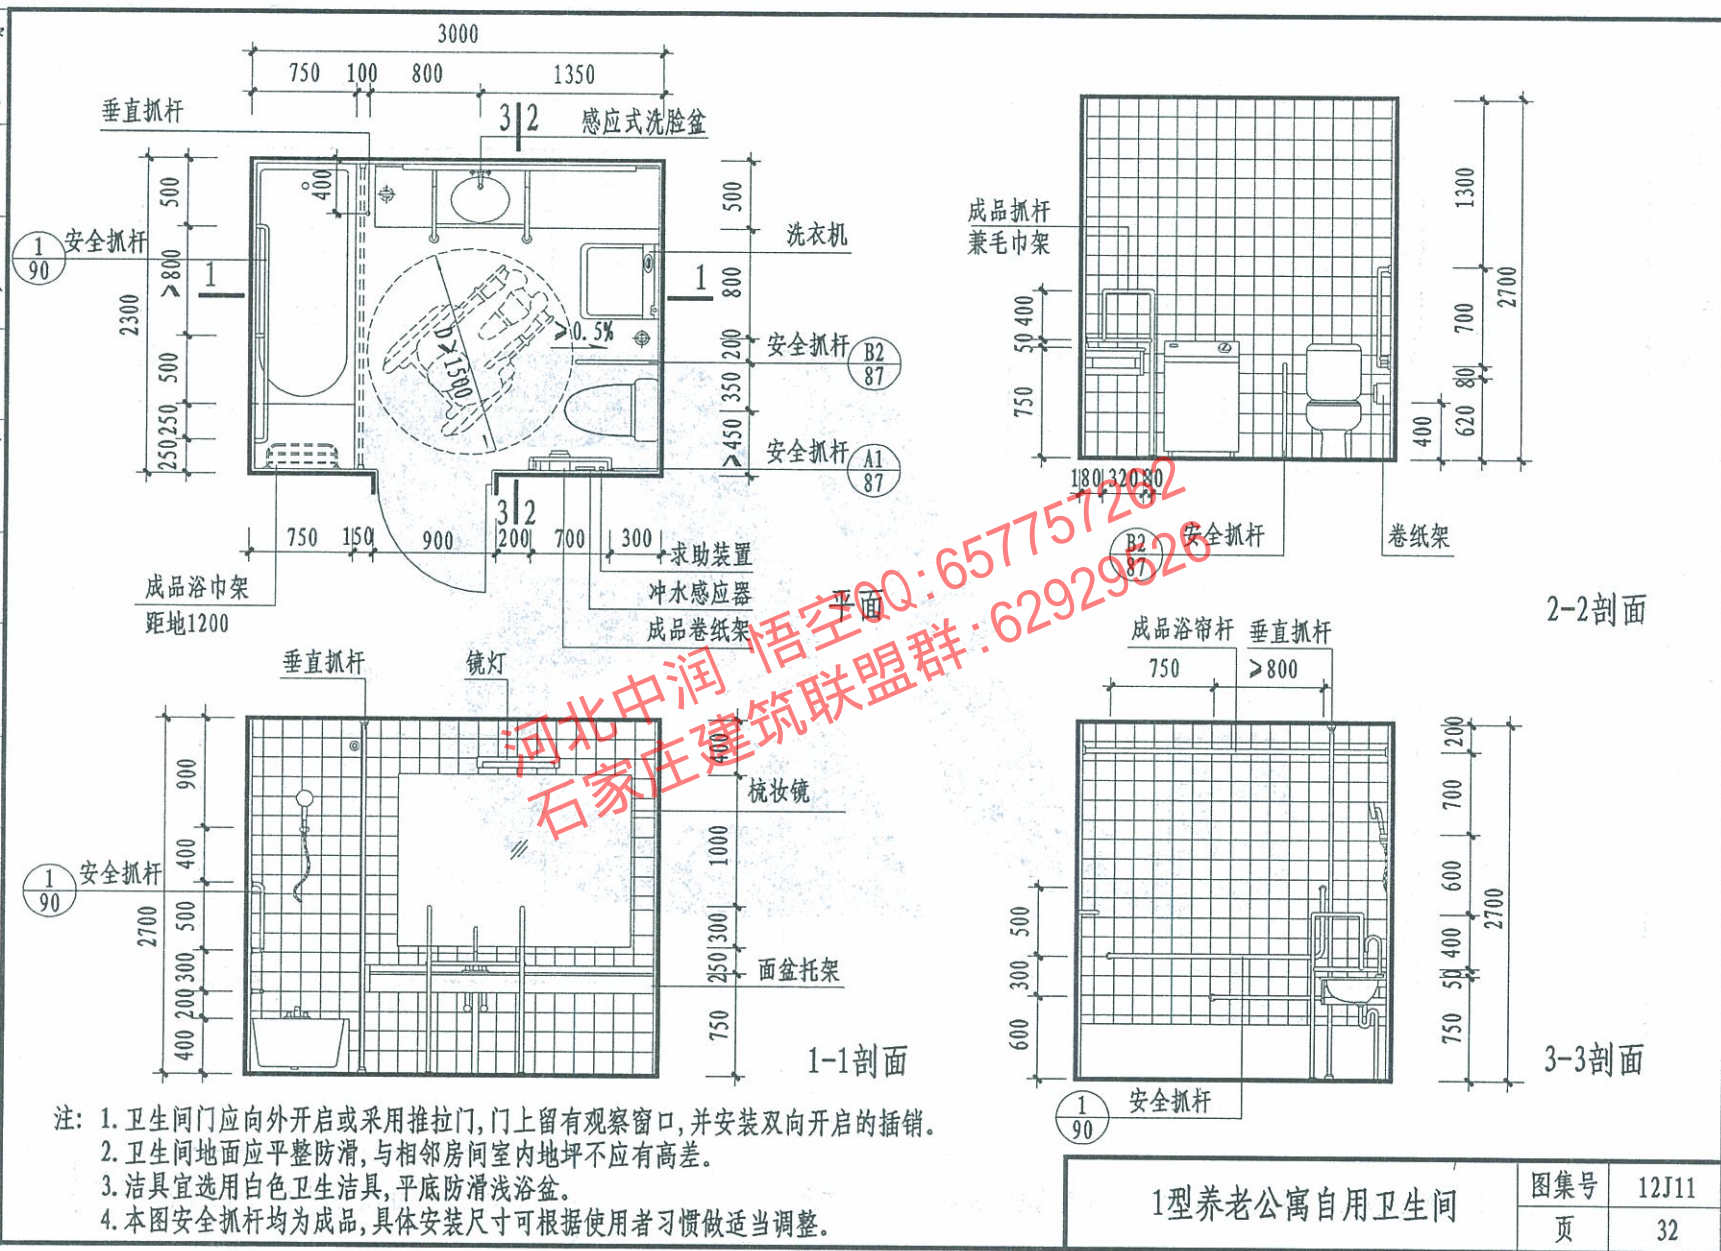 3000
750 100 800 1350
垂直抓杆
3 2
感应式洗脸盆
400
500
≥800
500
250
250
2300
1
90
安全抓杆
1
1
D≥1500
≥0.5%
500
800
200
350
≥450
洗衣机
安全抓杆
B2
87
安全抓杆
A1
87
3 2
750 150 900 200 700 300
求助装置
冲水感应器
成品卷纸架
成品浴巾架
距地1200
平面
成品抓杆
兼毛巾架
400
50
750
1300
700
80
620
400
2700
180 320 80
B2
87
安全抓杆
卷纸架
2-2剖面
垂直抓杆
镜灯
900
400
500
300
200
400
2700
1
90
安全抓杆
400
1000
300
250
750
梳妆镜
面盆托架
1-1剖面
成品浴帘杆
垂直抓杆
750 ≥800
200
700
600
400
50
750
2700
500
300
600
1
90
安全抓杆
3-3剖面
河北中润 悟空QQ:657757262
石家庄建筑联盟群:62929526
注: 1.卫生间门应向外开启或采用推拉门,门上留有观察窗口,并安装双向开启的插销。
2.卫生间地面应平整防滑,与相邻房间室内地坪不应有高差。
3.洁具宜选用白色卫生洁具,平底防滑浅浴盆。
4.本图安全抓杆均为成品,具体安装尺寸可根据使用者习惯做适当调整。
1型养老公寓自用卫生间
图集号 12J11
页 32